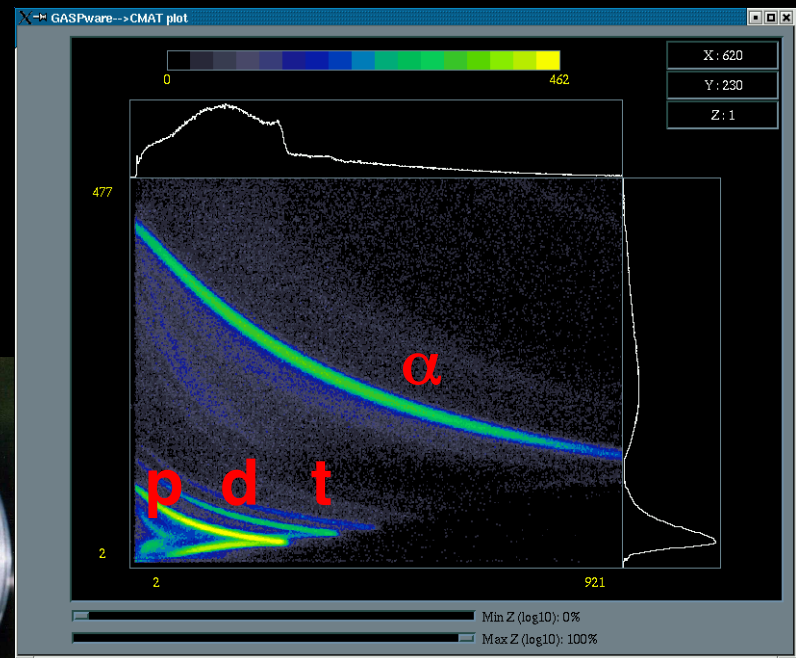 GASPware-->CMAT plot
X : 620
Y : 230
Z : 1
0 462
477
α
p d t
2
2 921
Min Z (log10): 0%
Max Z (log10): 100%